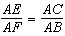 AE/AF = AC/AB